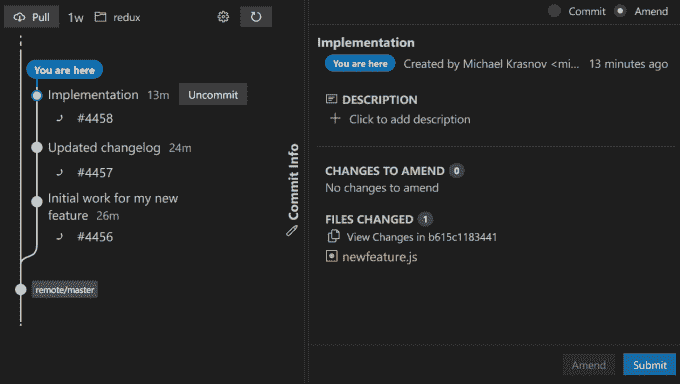 Pull 1w redux
You are here
Implementation 13m Uncommit
#4458
Updated changelog 24m
#4457
Initial work for my new
feature 26m
#4456
remote/master
Commit Info
Commit Amend
Implementation
You are here Created by Michael Krasnov <mi... 13 minutes ago
DESCRIPTION
Click to add description
CHANGES TO AMEND 0
No changes to amend
FILES CHANGED 1
View Changes in b615c1183441
newfeature.js
Amend Submit